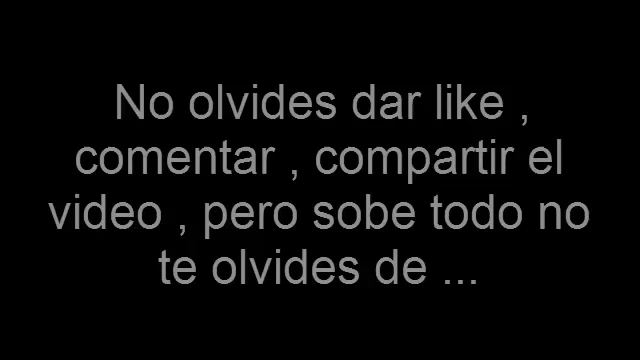 No olvides dar like ,
comentar , compartir el
video , pero sobe todo no
te olvides de ...